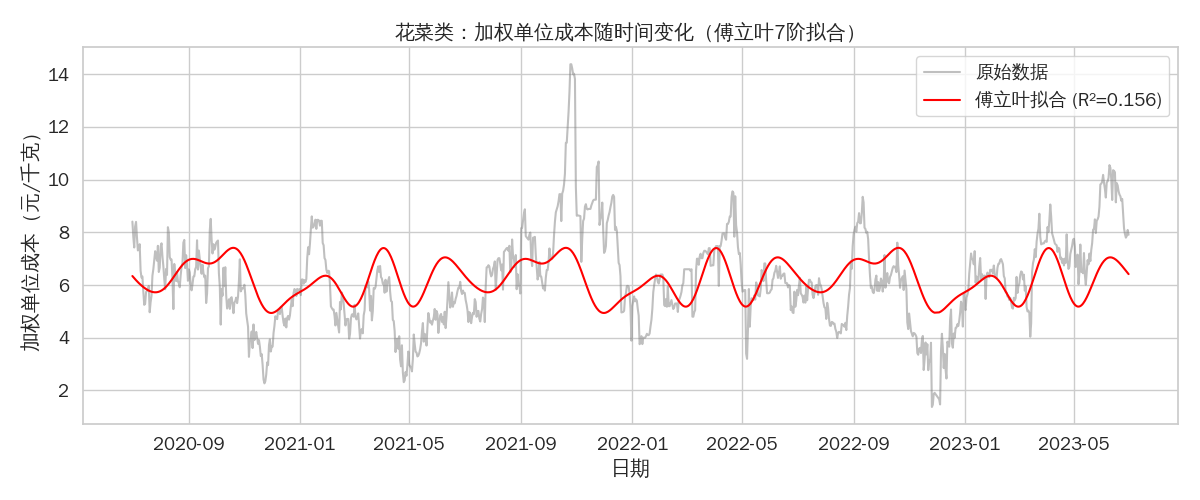 花菜类：加权单位成本随时间变化（傅立叶7阶拟合）
原始数据
傅立叶拟合 (R²=0.156)
加权单位成本（元/千克）
14
12
10
8
6
4
2
2020-09 2021-01 2021-05 2021-09 2022-01 2022-05 2022-09 2023-01 2023-05
日期